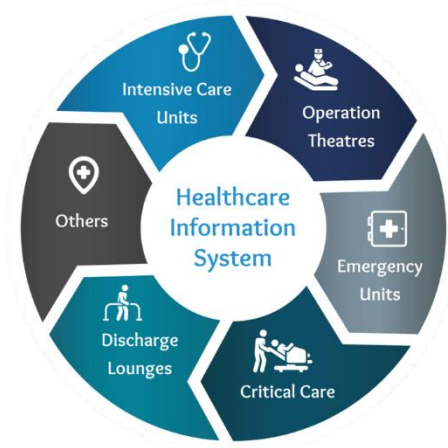 Intensive Care
Units
Operation
Theatres
Emergency
Units
Critical Care
Discharge
Lounges
Others
Healthcare
Information
System